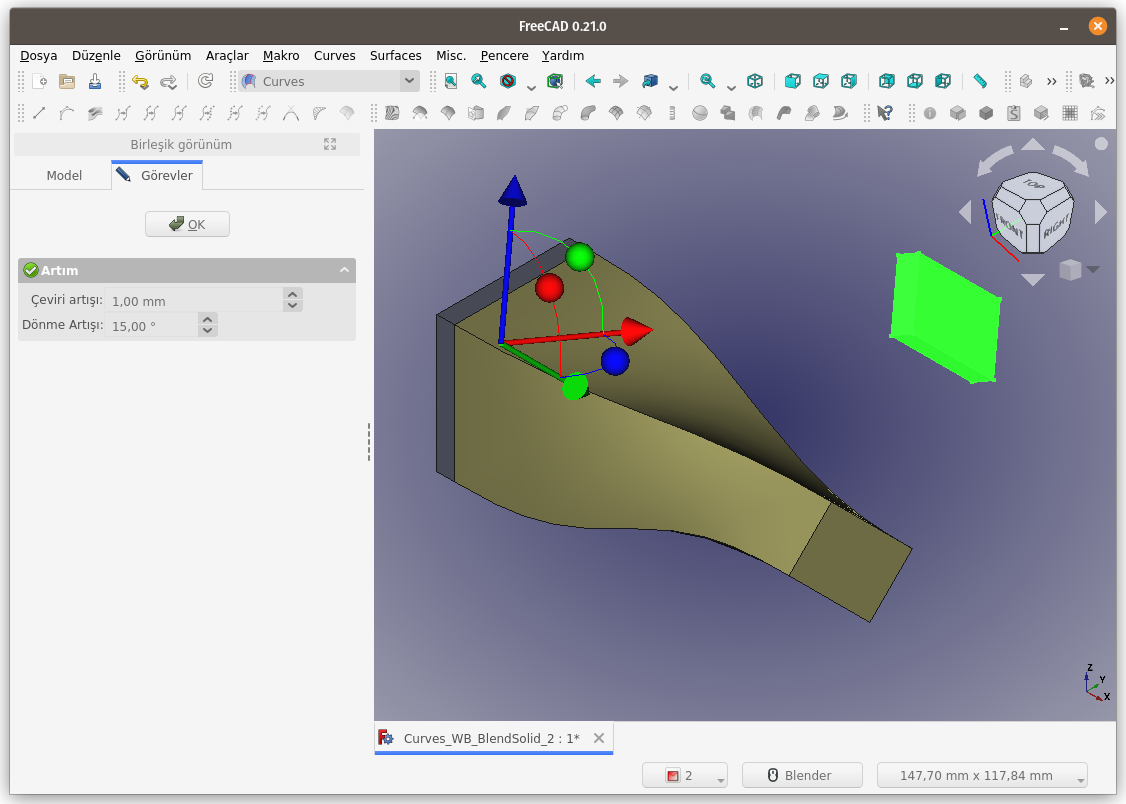 FreeCAD 0.21.0
Dosya Düzenle Görünüm Araçlar Makro Curves Surfaces Misc. Pencere Yardım
Curves
Birleşik görünüm
Model Görevler
OK
Artım
Çeviri artışı: 1,00 mm
Dönme Artışı: 15,00 °
TOP
FRONT RIGHT
Z
Y
X
Curves_WB_BlendSolid_2 : 1*
2 Blender 147,70 mm x 117,84 mm